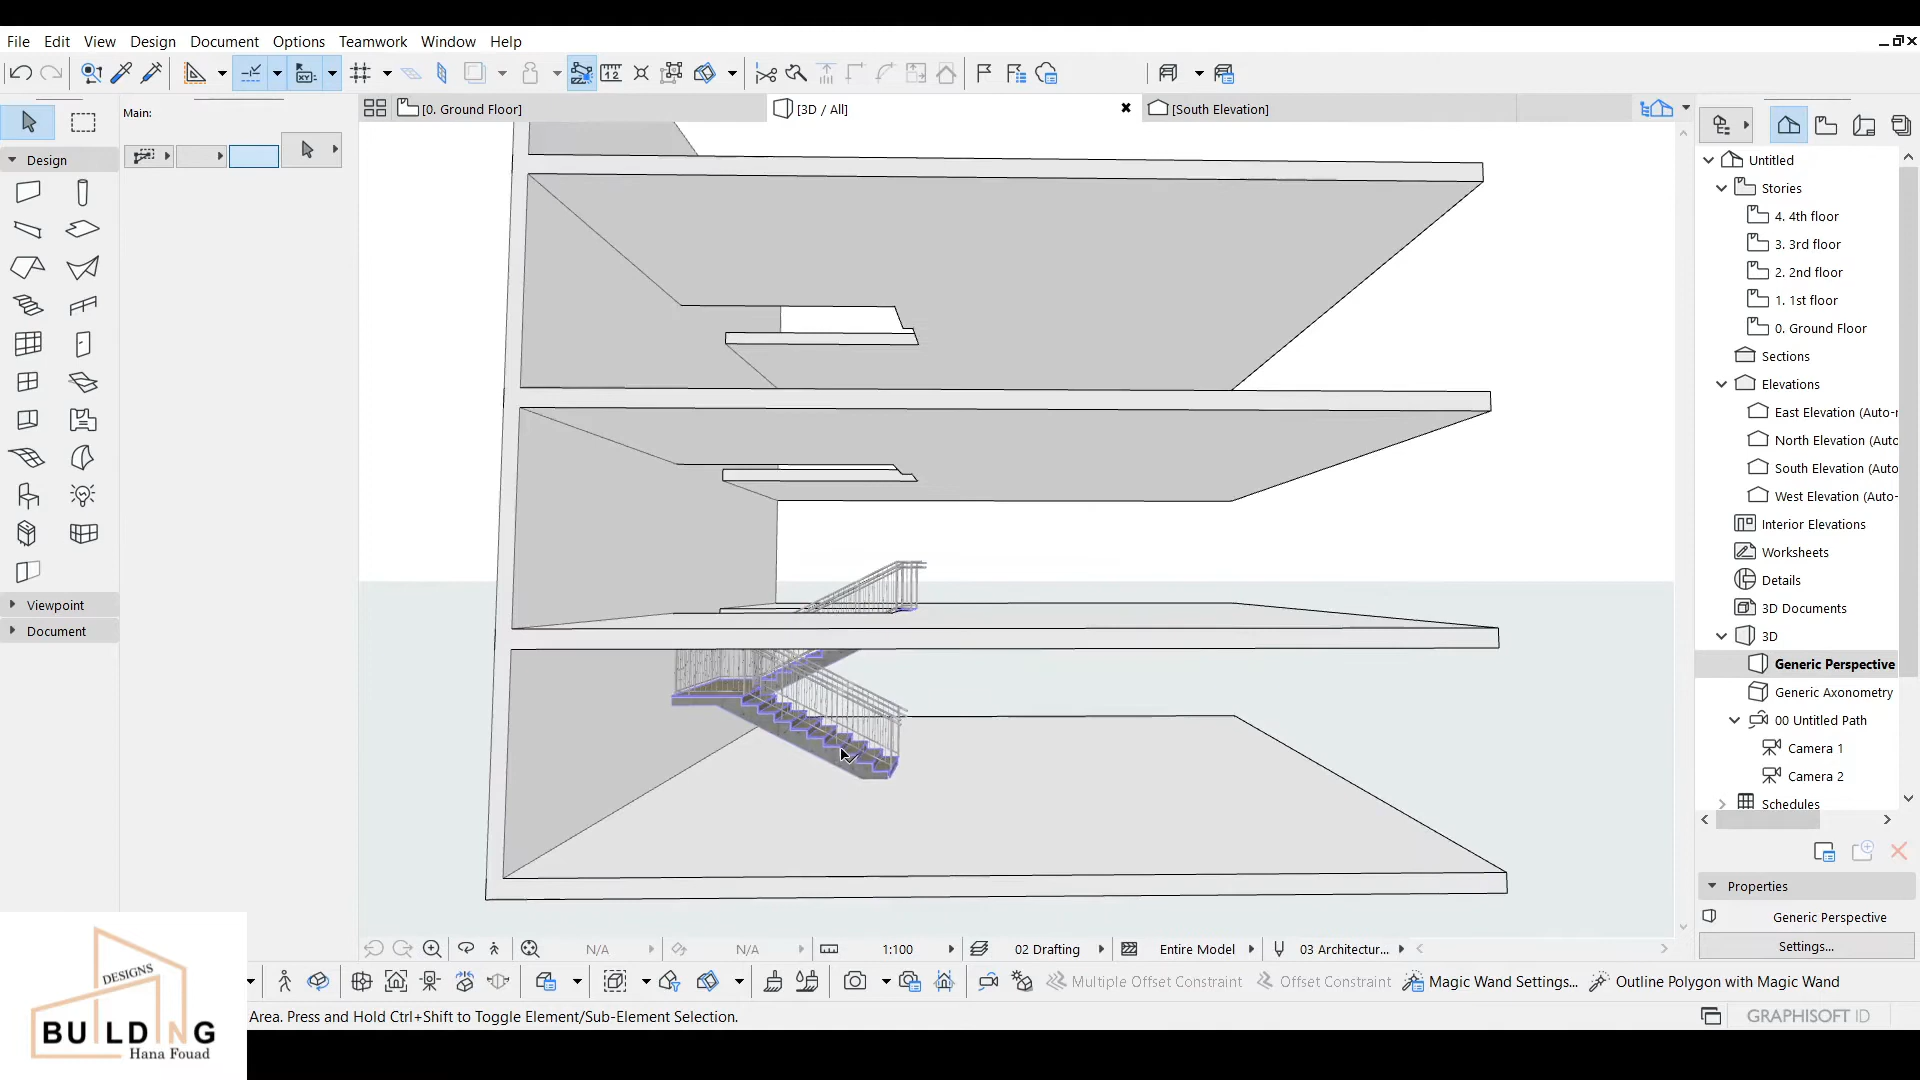 File Edit View Design Document Options Teamwork Window Help
[0. Ground Floor] [3D / All] [South Elevation]
Main:
Design
Viewpoint
Document
Untitled
Stories
4. 4th floor
3. 3rd floor
2. 2nd floor
1. 1st floor
0. Ground Floor
Sections
Elevations
East Elevation (Auto-r
North Elevation (Autc
South Elevation (Auto
West Elevation (Auto-
Interior Elevations
Worksheets
Details
3D Documents
3D
Generic Perspective
Generic Axonometry
00 Untitled Path
Camera 1
Camera 2
Schedules
Properties
Generic Perspective
Settings...
N/A N/A 1:100 02 Drafting Entire Model 03 Architectur...
Multiple Offset Constraint Offset Constraint Magic Wand Settings... Outline Polygon with Magic Wand
Area. Press and Hold Ctrl+Shift to Toggle Element/Sub-Element Selection.
GRAPHISOFT ID
DESIGNS
BUILDING
Hana Fouad